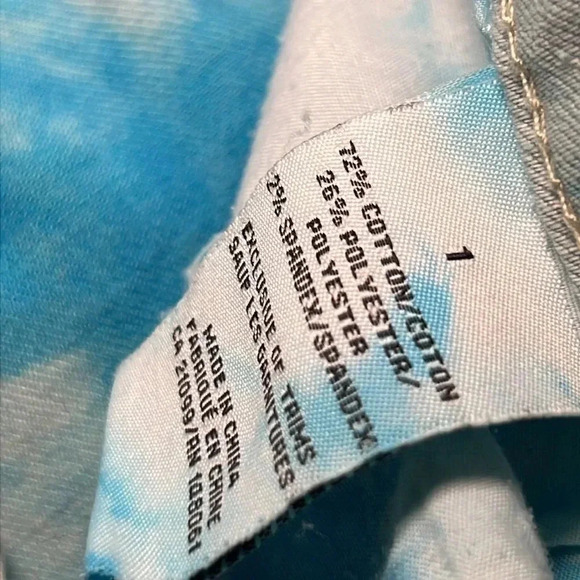 1
72% COTTON/COTON
26% POLYESTER/
POLYESTER
2% SPANDEX/SPANDEX
EXCLUSIVE OF TRIMS
SAUF LES GARNITURES
MADE IN CHINA
FABRIQUÉ EN CHINE
CA 21099/RN